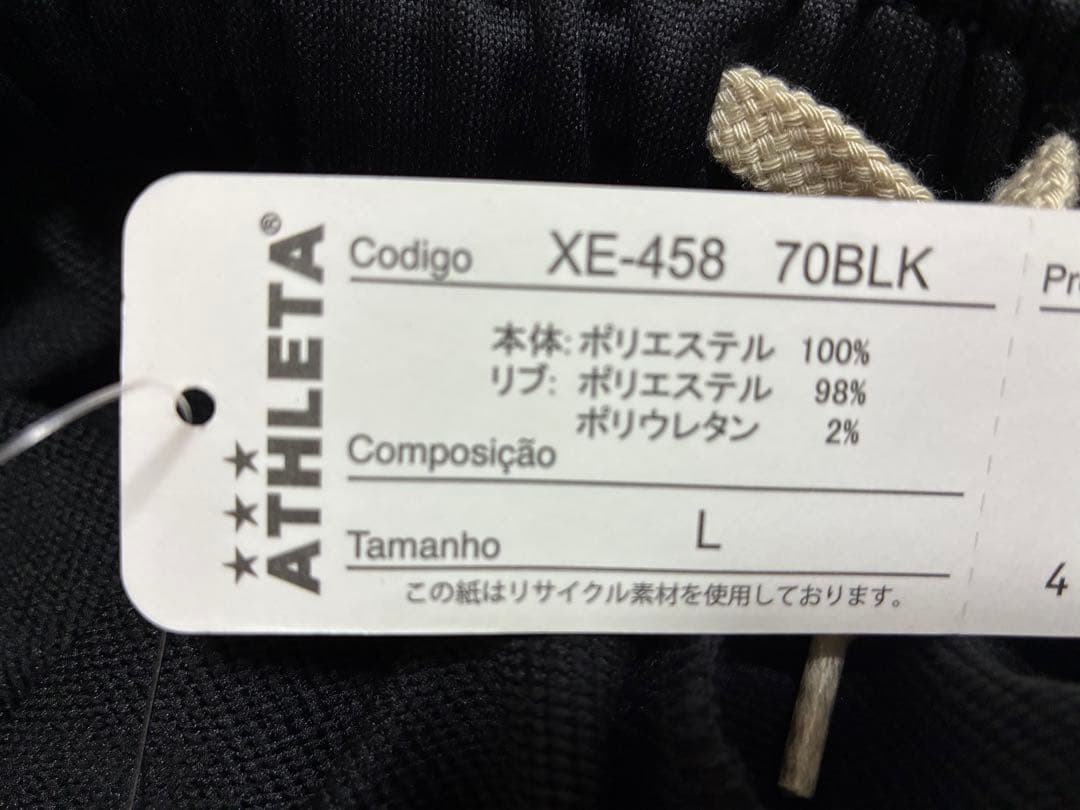 ATHLETA®
Codigo XE-458 70BLK
本体: ポリエステル 100%
リブ: ポリエステル 98%
ポリウレタン 2%
Composição
Tamanho L
この紙はリサイクル素材を使用しております。
Pr
4